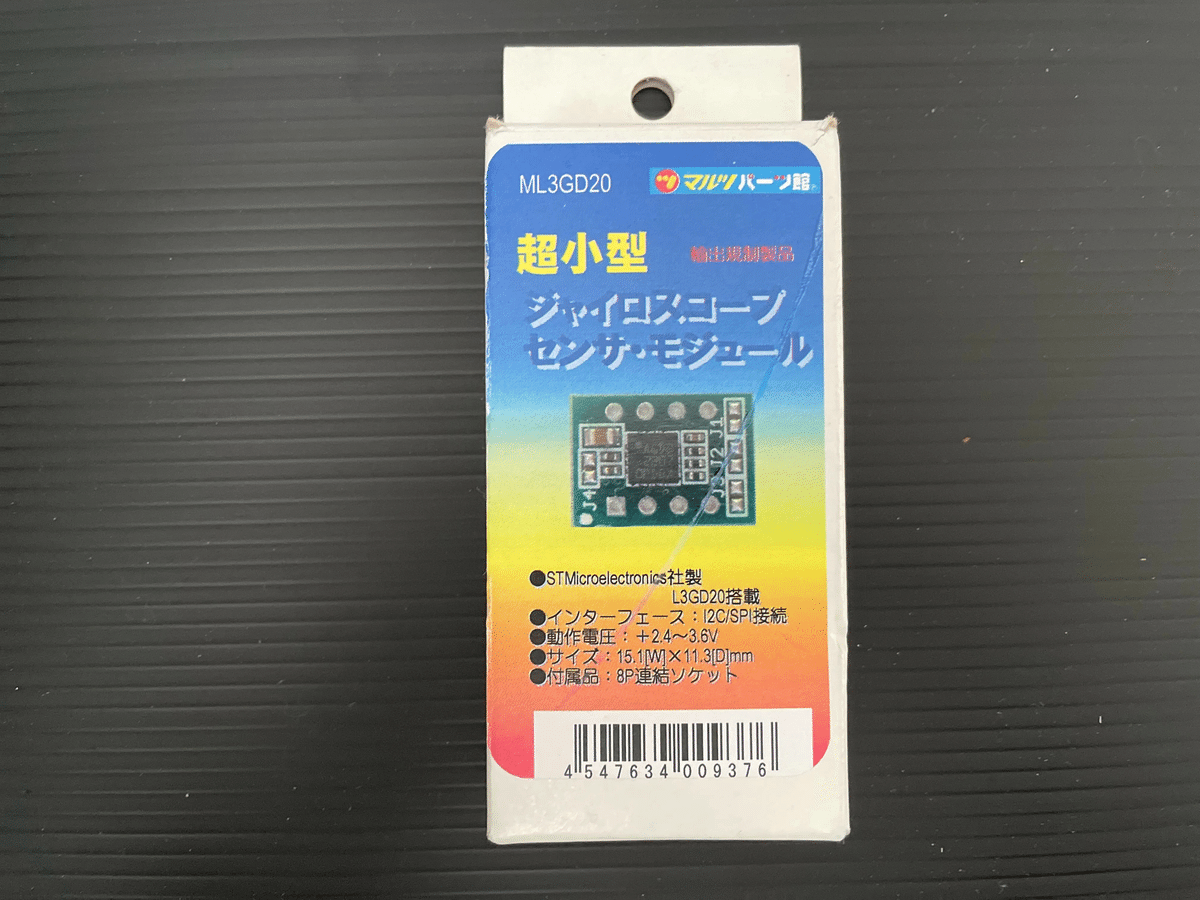 ML3GD20
マルツパーツ館
超小型
輸出規制製品
ジャイロスコープ
センサ・モジュール
J1
J2
J3
J4
●STMicroelectronics社製
L3GD20搭載
●インターフェース：I2C/SPI接続
●動作電圧：＋2.4～3.6V
●サイズ：15.1[W]×11.3[D]mm
●付属品：8P連結ソケット
4 547634 009376